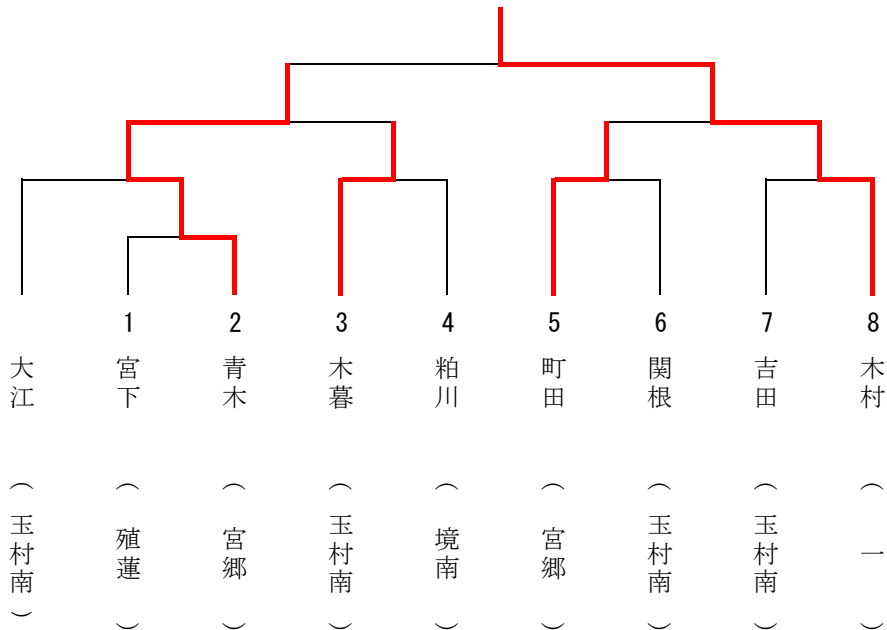 1 2 3 4 5 6 7 8
大江（玉村南）
宮下（殖蓮）
青木（宮郷）
木暮（玉村南）
粕川（境南）
町田（宮郷）
関根（玉村南）
吉田（玉村南）
木村（一）